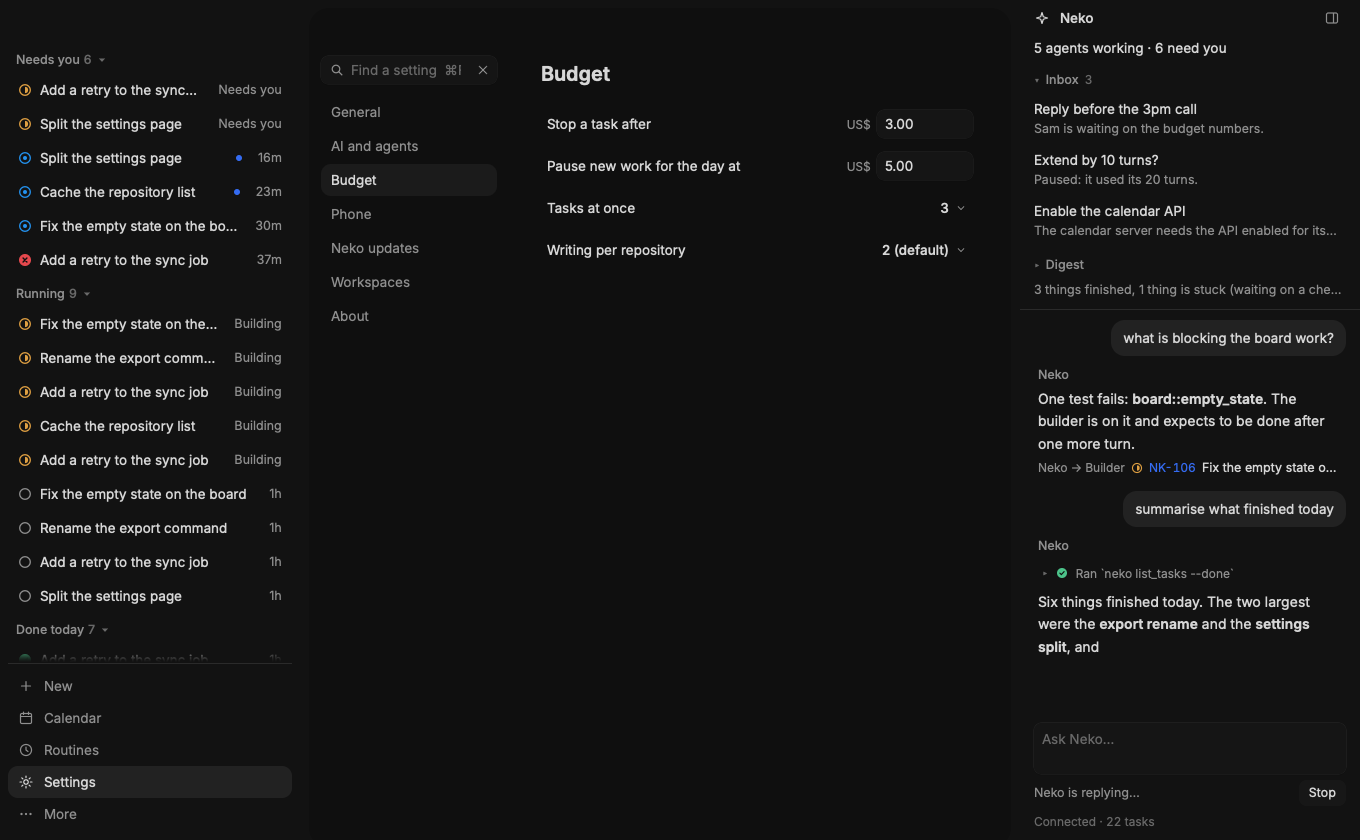 Needs you 6
Add a retry to the sync... Needs you
Split the settings page Needs you
Split the settings page 16m
Cache the repository list 23m
Fix the empty state on the bo... 30m
Add a retry to the sync job 37m
Running 9
Fix the empty state on the... Building
Rename the export comm... Building
Add a retry to the sync job Building
Cache the repository list Building
Add a retry to the sync job Building
Fix the empty state on the board 1h
Rename the export command 1h
Add a retry to the sync job 1h
Split the settings page 1h
Done today 7
Add a retry to the sync job 1h
New
Calendar
Routines
Settings
More
Find a setting ⌘F
General
AI and agents
Budget
Phone
Neko updates
Workspaces
About
Budget
Stop a task after US$ 3.00
Pause new work for the day at US$ 5.00
Tasks at once 3
Writing per repository 2 (default)
Neko
5 agents working · 6 need you
Inbox 3
Reply before the 3pm call
Sam is waiting on the budget numbers.
Extend by 10 turns?
Paused: it used its 20 turns.
Enable the calendar API
The calendar server needs the API enabled for its...
Digest
3 things finished, 1 thing is stuck (waiting on a che...
what is blocking the board work?
Neko
One test fails: board::empty_state. The
builder is on it and expects to be done after
one more turn.
Neko → Builder NK-106 Fix the empty state o...
summarise what finished today
Neko
Ran `neko list_tasks --done`
Six things finished today. The two largest
were the export rename and the settings
split, and
Ask Neko...
Neko is replying... Stop
Connected · 22 tasks